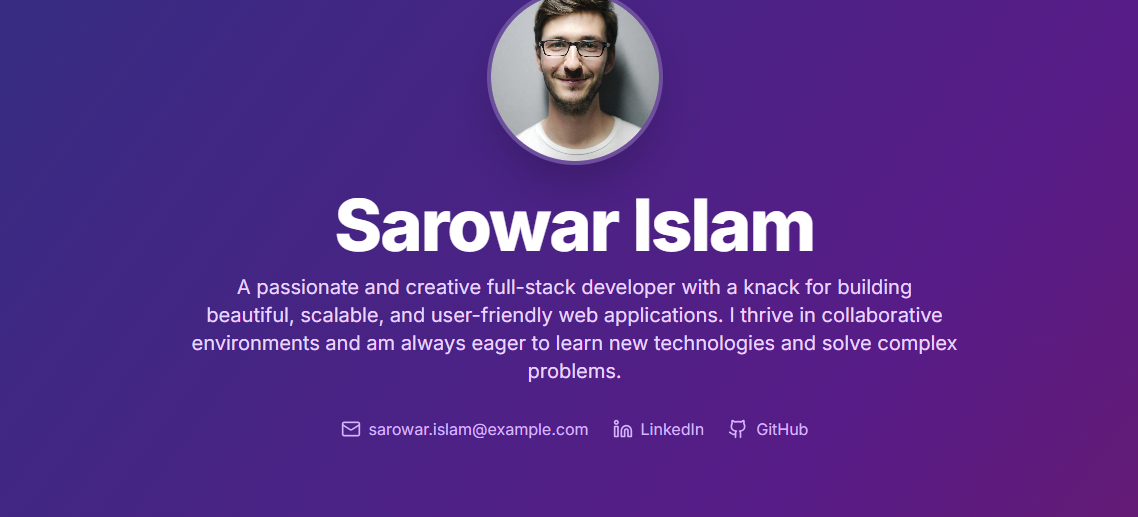 Sarowar Islam
A passionate and creative full-stack developer with a knack for building
beautiful, scalable, and user-friendly web applications. I thrive in collaborative
environments and am always eager to learn new technologies and solve complex
problems.
sarowar.islam@example.com LinkedIn GitHub